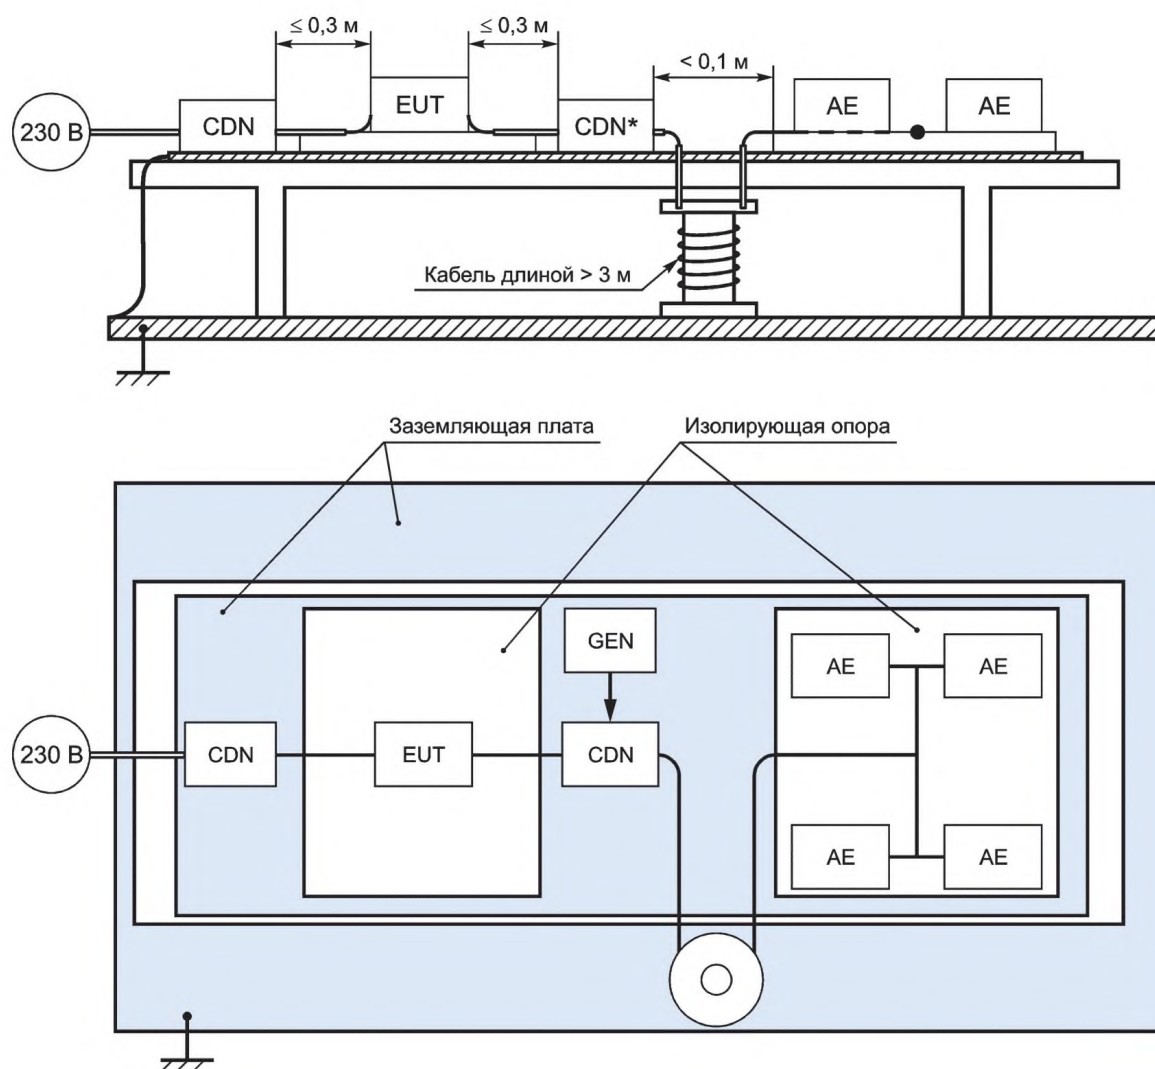 ≤ 0,3 м
≤ 0,3 м
< 0,1 м
230 В
CDN
EUT
CDN*
AE
AE
Кабель длиной > 3 м
Заземляющая плата
Изолирующая опора
GEN
AE
AE
230 В
CDN
EUT
CDN
AE
AE